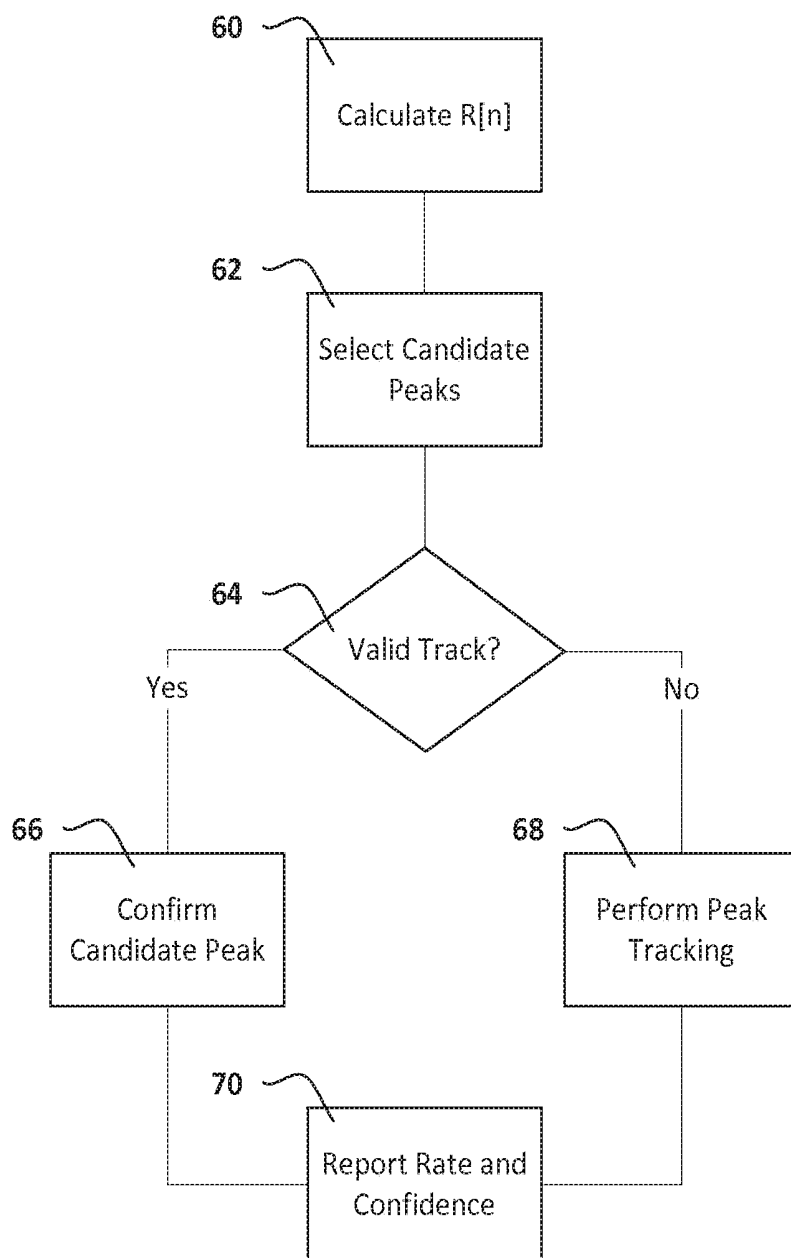 60
Calculate R[n]
62
Select Candidate
Peaks
64
Valid Track?
Yes
No
66
Confirm
Candidate Peak
68
Perform Peak
Tracking
70
Report Rate and
Confidence